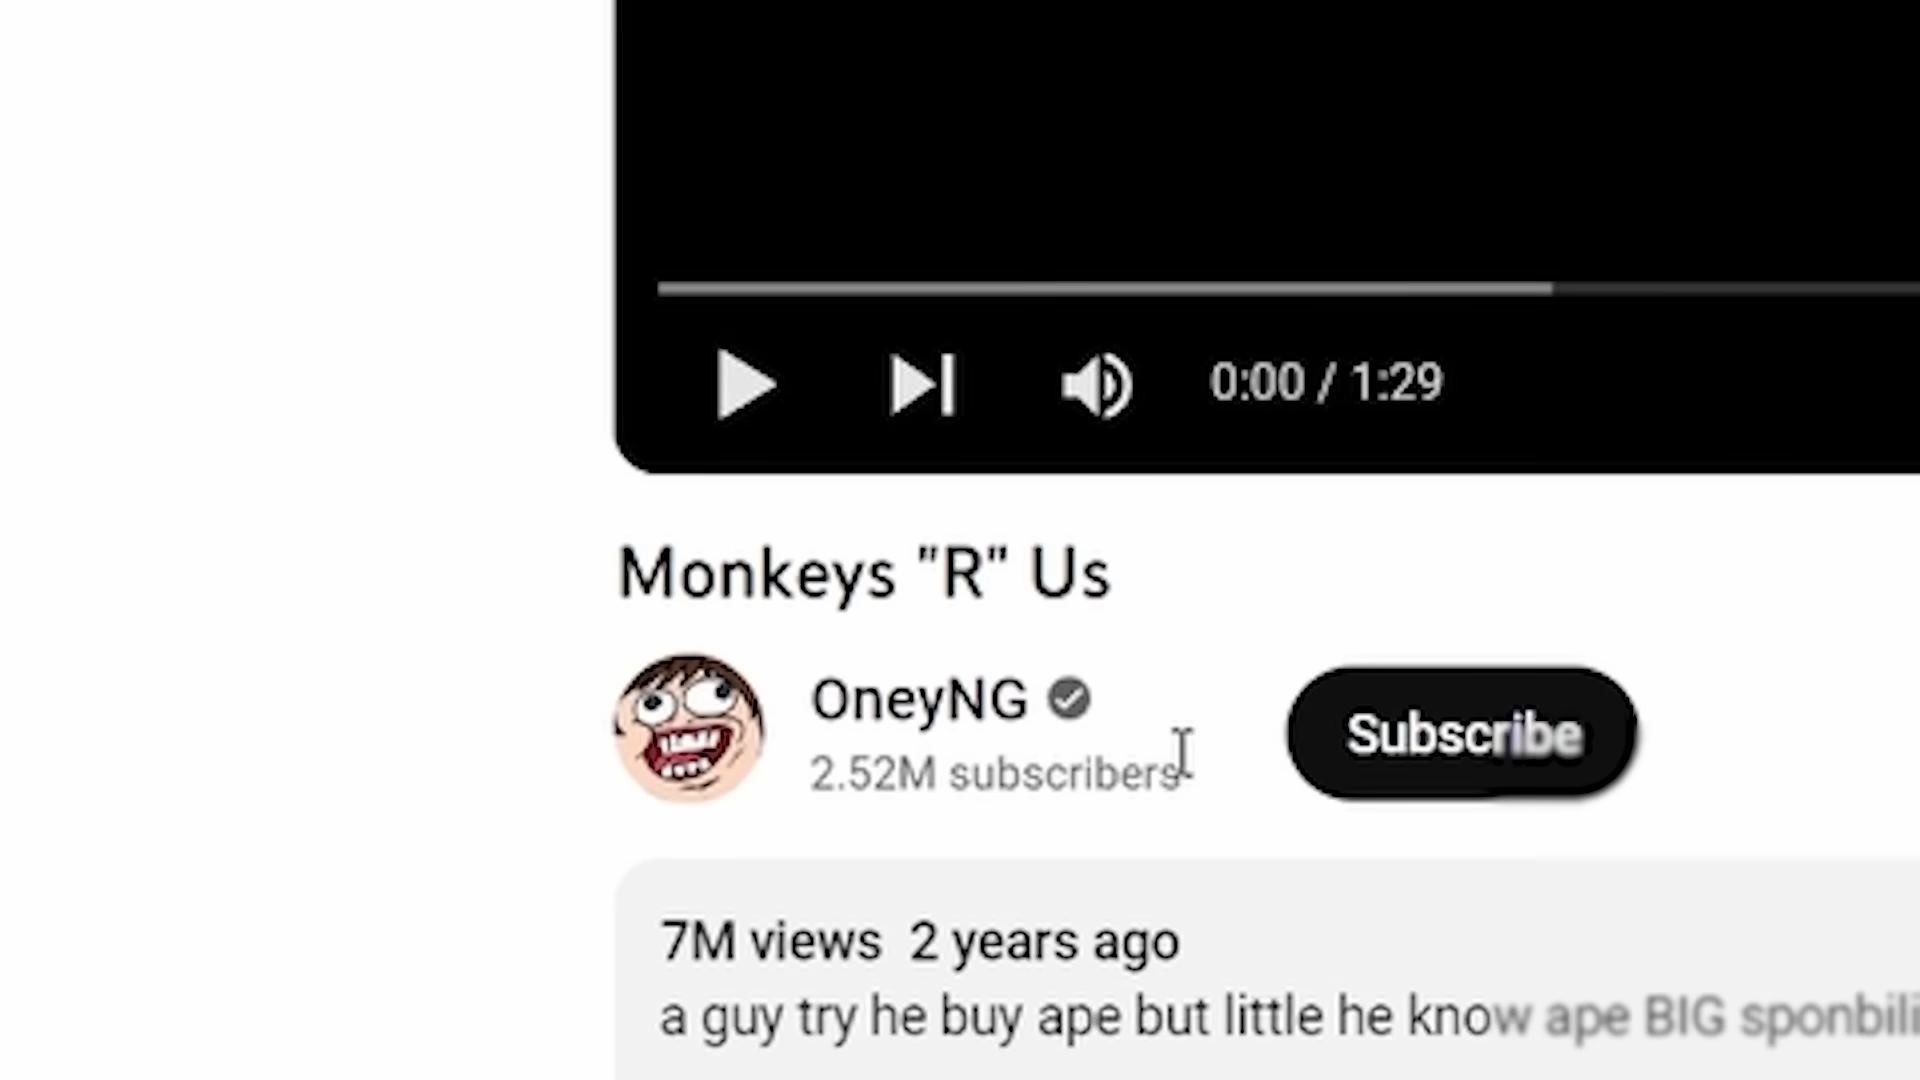 0:00 / 1:29
Monkeys "R" Us
OneyNG
2.52M subscribers
Subscribe
7M views 2 years ago
a guy try he buy ape but little he know ape BIG sponbili